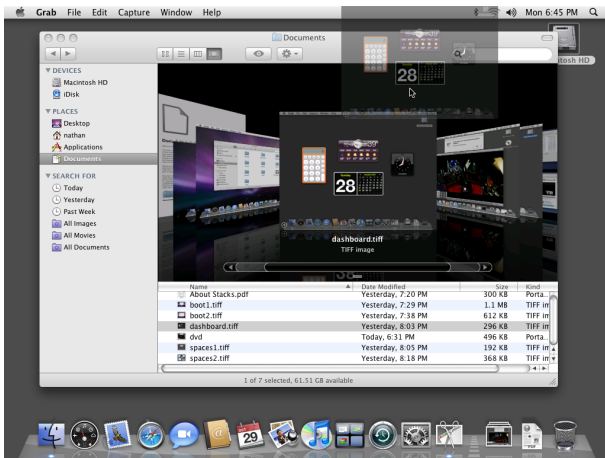 Grab File Edit Capture Window Help
Mon 6:45 PM
Documents
DEVICES
Macintosh HD
iDisk
PLACES
Desktop
nathan
Applications
Documents
SEARCH FOR
Today
Yesterday
Past Week
All Images
All Movies
All Documents
28
28
dashboard.tiff
TIFF image
Name Date Modified Size Kind
About Stacks.pdf Yesterday, 7:20 PM 300 KB Porta...
boot1.tiff Yesterday, 7:29 PM 1.1 MB TIFF im
boot2.tiff Yesterday, 7:38 PM 612 KB TIFF im
dashboard.tiff Yesterday, 8:03 PM 296 KB TIFF im
dvd Today, 6:31 PM 496 KB Porta...
spaces1.tiff Yesterday, 8:05 PM 192 KB TIFF im
spaces2.tiff Yesterday, 8:18 PM 368 KB TIFF im
1 of 7 selected, 61.51 GB available
tosh HD
OCT
29